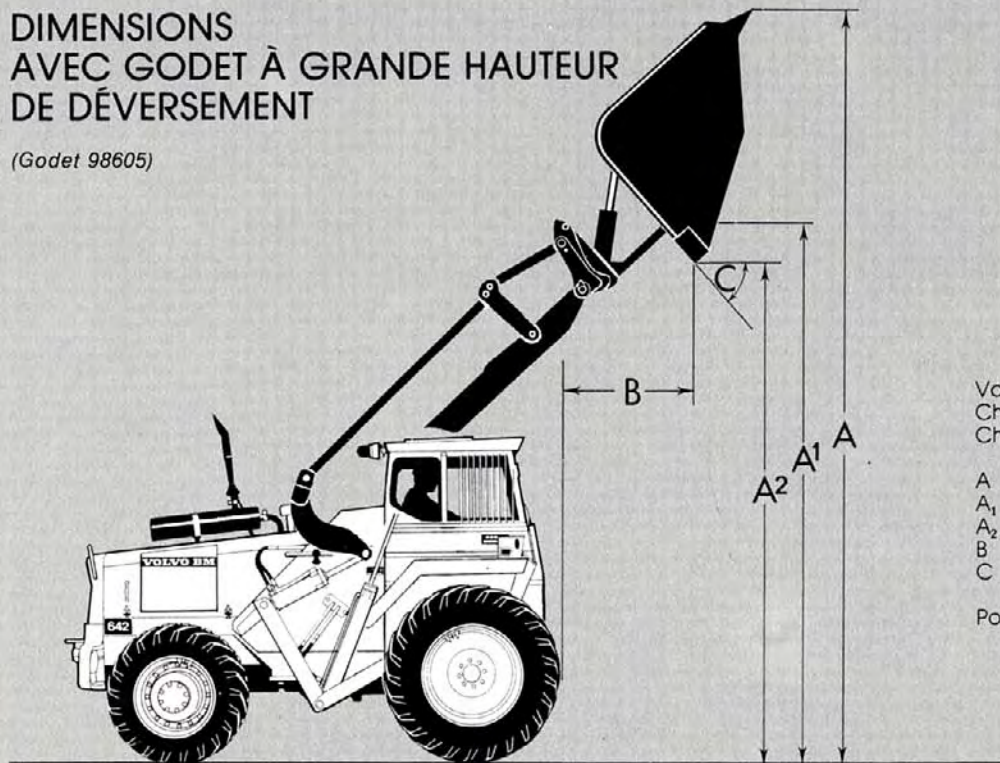 DIMENSIONS
AVEC GODET À GRANDE HAUTEUR
DE DÉVERSEMENT
(Godet 98605)
C
B
A²
A¹
A
VOLVO BM
642
A
A₁
A₂
B
C